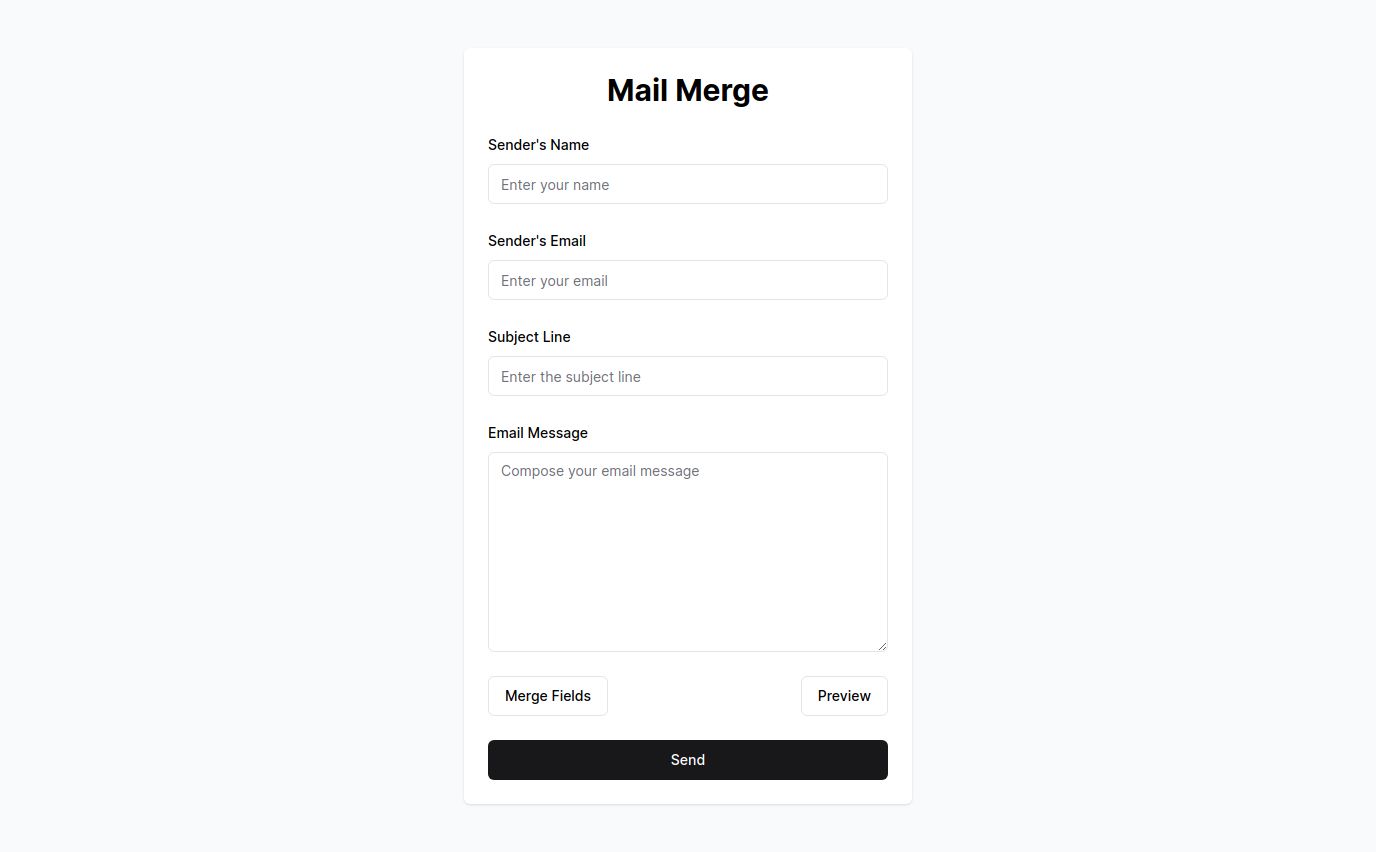 Mail Merge
Sender's Name
Enter your name
Sender's Email
Enter your email
Subject Line
Enter the subject line
Email Message
Compose your email message
Merge Fields
Preview
Send